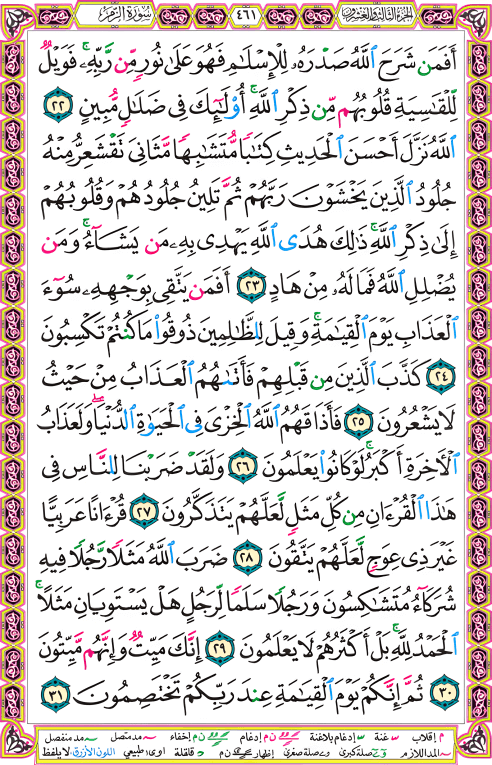 الجزء الثالث والعشرون ٤٦١ سُورَةُ الزُّمَر
أَفَمَن شَرَحَ ٱللَّهُ صَدْرَهُۥ لِلْإِسْلَـٰمِ فَهُوَ عَلَىٰ نُورٍ مِّن رَّبِّهِۦۚ فَوَيْلٌ
لِّلْقَـٰسِيَةِ قُلُوبُهُم مِّن ذِكْرِ ٱللَّهِۚ أُو۟لَـٰٓئِكَ فِى ضَلَـٰلٍ مُّبِينٍ ٢٢
ٱللَّهُ نَزَّلَ أَحْسَنَ ٱلْحَدِيثِ كِتَـٰبًا مُّتَشَـٰبِهًا مَّثَانِىَ تَقْشَعِرُّ مِنْهُ
جُلُودُ ٱلَّذِينَ يَخْشَوْنَ رَبَّهُمْ ثُمَّ تَلِينُ جُلُودُهُمْ وَقُلُوبُهُمْ
إِلَىٰ ذِكْرِ ٱللَّهِۚ ذَٰلِكَ هُدَى ٱللَّهِ يَهْدِى بِهِۦ مَن يَشَآءُۚ وَمَن
يُضْلِلِ ٱللَّهُ فَمَا لَهُۥ مِنْ هَادٍ ٢٣ أَفَمَن يَتَّقِى بِوَجْهِهِۦ سُوٓءَ
ٱلْعَذَابِ يَوْمَ ٱلْقِيَـٰمَةِۚ وَقِيلَ لِلظَّـٰلِمِينَ ذُوقُوا۟ مَا كُنتُمْ تَكْسِبُونَ
٢٤ كَذَّبَ ٱلَّذِينَ مِن قَبْلِهِمْ فَأَتَىٰهُمُ ٱلْعَذَابُ مِنْ حَيْثُ
لَا يَشْعُرُونَ ٢٥ فَأَذَاقَهُمُ ٱللَّهُ ٱلْخِزْىَ فِى ٱلْحَيَوٰةِ ٱلدُّنْيَاۖ وَلَعَذَابُ
ٱلْـَٔاخِرَةِ أَكْبَرُۚ لَوْ كَانُوا۟ يَعْلَمُونَ ٢٦ وَلَقَدْ ضَرَبْنَا لِلنَّاسِ فِى
هَـٰذَا ٱلْقُرْءَانِ مِن كُلِّ مَثَلٍ لَّعَلَّهُمْ يَتَذَكَّرُونَ ٢٧ قُرْءَانًا عَرَبِيًّا
غَيْرَ ذِى عِوَجٍ لَّعَلَّهُمْ يَتَّقُونَ ٢٨ ضَرَبَ ٱللَّهُ مَثَلًا رَّجُلًا فِيهِ
شُرَكَآءُ مُتَشَـٰكِسُونَ وَرَجُلًا سَلَمًا لِّرَجُلٍ هَلْ يَسْتَوِيَانِ مَثَلًاۚ
ٱلْحَمْدُ لِلَّهِۚ بَلْ أَكْثَرُهُمْ لَا يَعْلَمُونَ ٢٩ إِنَّكَ مَيِّتٌ وَإِنَّهُم مَّيِّتُونَ
٣٠ ثُمَّ إِنَّكُمْ يَوْمَ ٱلْقِيَـٰمَةِ عِندَ رَبِّكُمْ تَخْتَصِمُونَ ٣١
م إقلاب غنة إدغام بلاغنة ن م إدغام ن م إخفاء مد متصل مد منفصل
المد اللازم صلة كبرى صلة صغرى إظهار قلقلة ا و ى طبيعي اللون الأزرق لا يلفظ